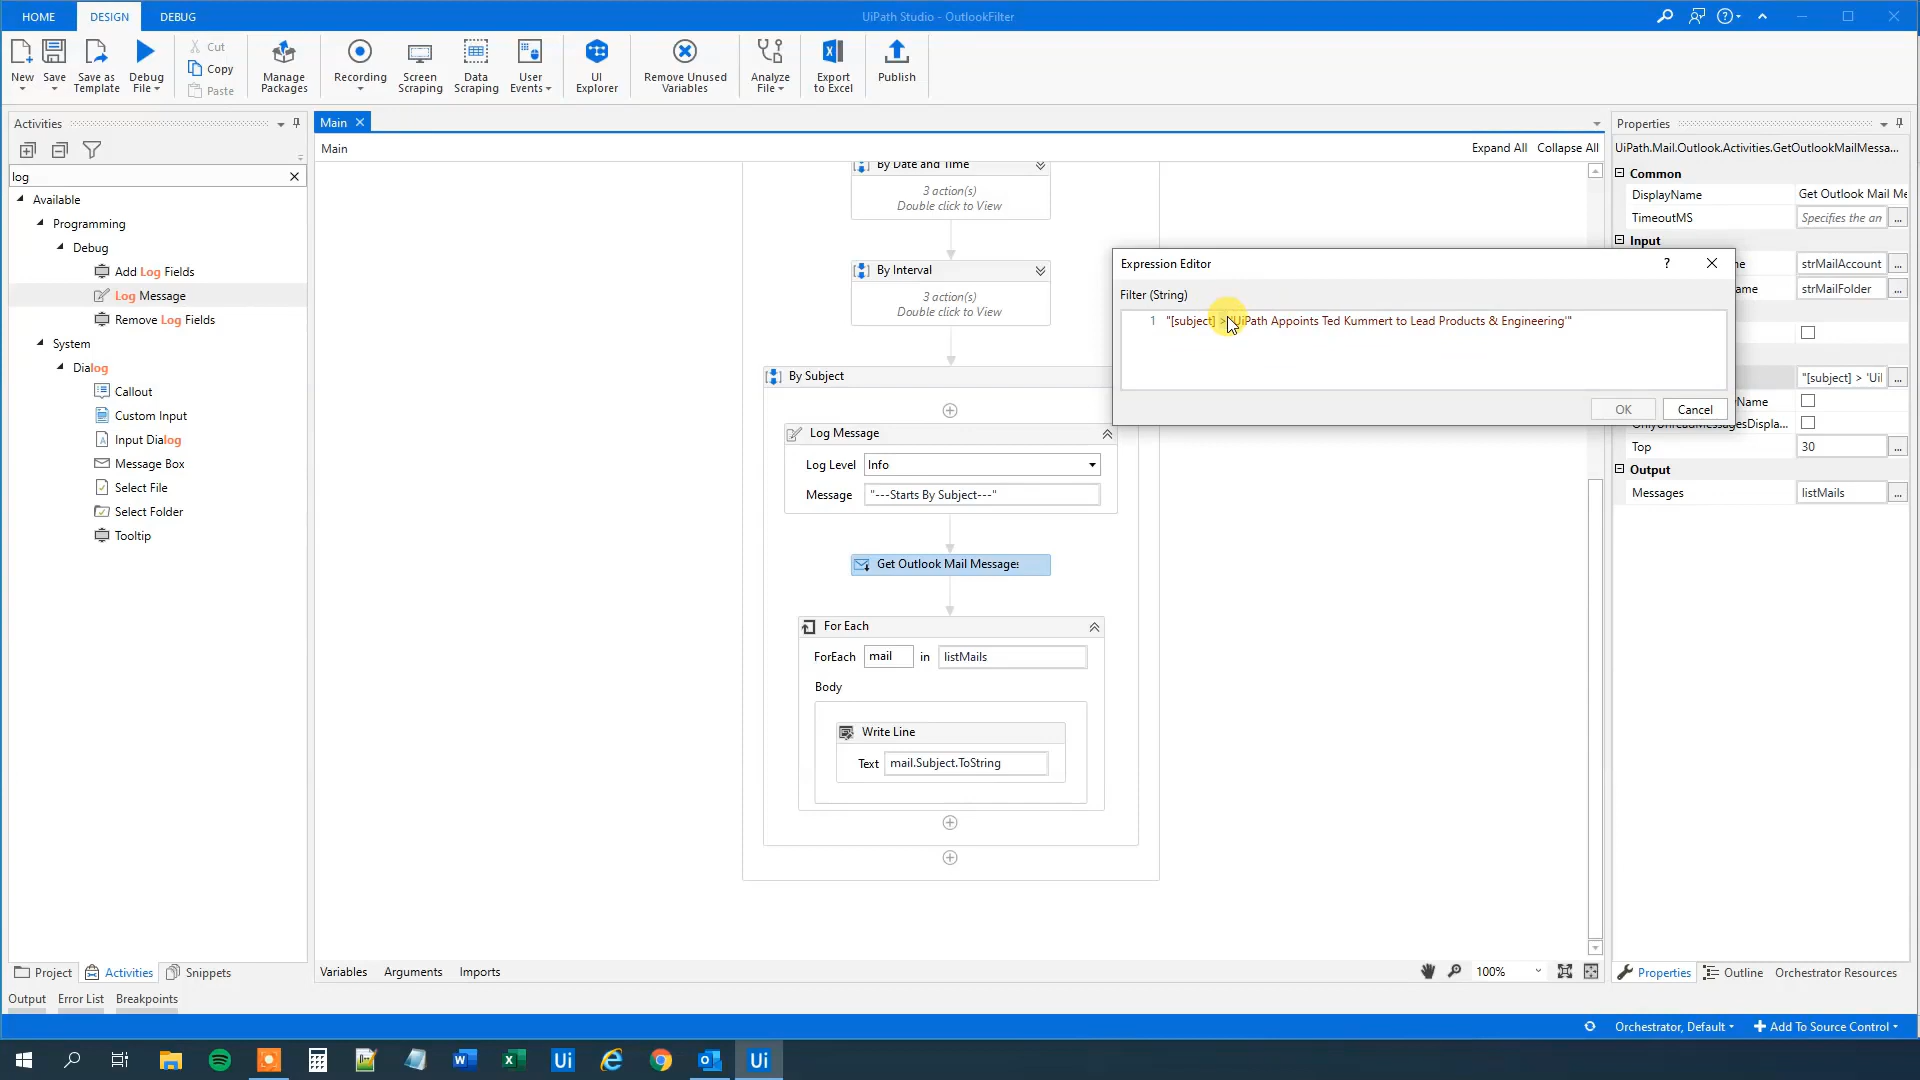 HOME
DESIGN
DEBUG
UiPath Studio - OutlookFilter
New
Save
Save as Template
Debug File
Cut
Copy
Paste
Manage Packages
Recording
Screen Scraping
Data Scraping
User Events
UI Explorer
Remove Unused Variables
Analyze File
Export to Excel
Publish
Activities
log
Available
Programming
Debug
Add Log Fields
Log Message
Remove Log Fields
System
Dialog
Callout
Custom Input
Input Dialog
Message Box
Select File
Select Folder
Tooltip
Project
Activities
Snippets
Main
Main
Expand All
Collapse All
By Date and Time
3 action(s)
Double click to View
By Interval
3 action(s)
Double click to View
By Subject
Log Message
Log Level Info
Message "---Starts By Subject---"
Get Outlook Mail Messages
For Each
ForEach mail in listMails
Body
Write Line
Text mail.Subject.ToString
Variables
Arguments
Imports
100%
Expression Editor
?
Filter (String)
1 "[subject] > 'UiPath Appoints Ted Kummert to Lead Products & Engineering'"
OK
Cancel
Properties
UiPath.Mail.Outlook.Activities.GetOutlookMailMessa...
Common
DisplayName Get Outlook Mail Me
TimeoutMS Specifies the an ...
Input
strMailAccount ...
strMailFolder ...
"[subject] > 'Uil ...
Top 30 ...
Output
Messages listMails ...
Properties
Outline
Orchestrator Resources
Output
Error List
Breakpoints
Orchestrator, Default
Add To Source Control